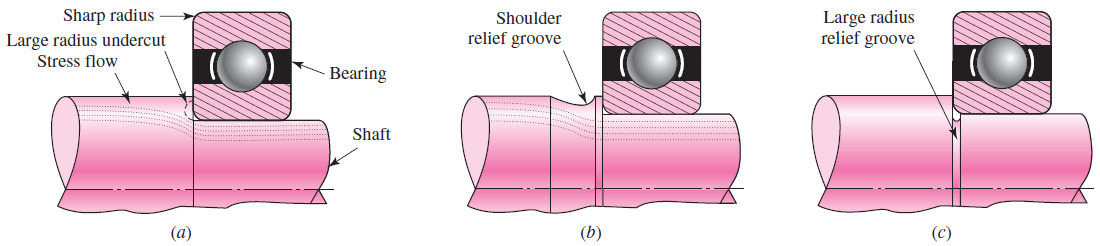 Sharp radius
Large radius undercut
Stress flow
Bearing
Shaft
(a)
Shoulder
relief groove
(b)
Large radius
relief groove
(c)